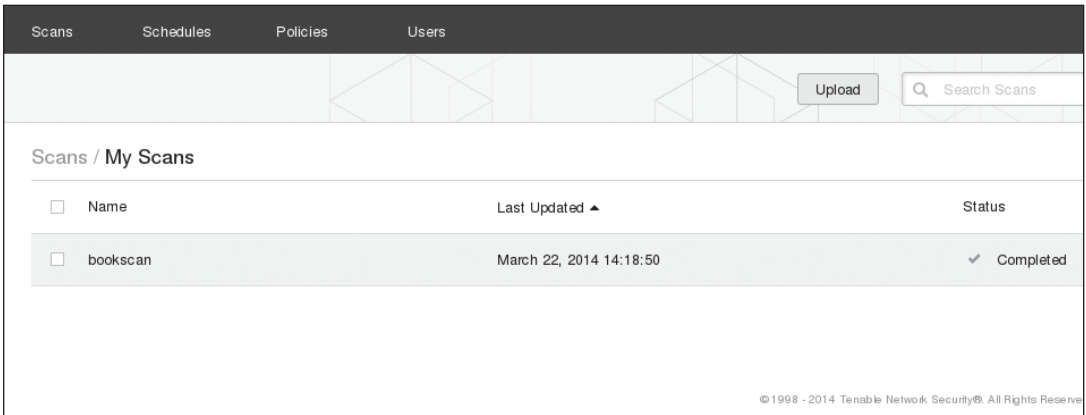 Scans Schedules Policies Users
Upload Search Scans
Scans / My Scans
Name Last Updated Status
bookscan March 22, 2014 14:18:50 Completed
©1998 - 2014 Tenable Network Security®. All Rights Reserve